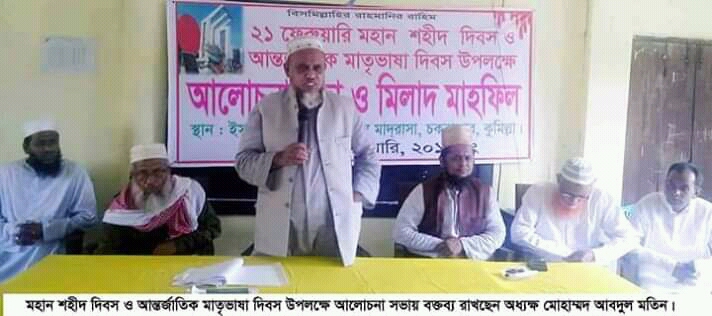 বিসমিল্লাহির রাহমানির রাহিম
২১ ফেব্রুয়ারি মহান শহীদ দিবস ও
আন্তর্জাতিক মাতৃভাষা দিবস উপলক্ষে
আলোচনা ও মিলাদ মাহফিল
স্থান : মাদরাসা, কুমিল্লা।
মহান শহীদ দিবস ও আন্তর্জাতিক মাতৃভাষা দিবস উপলক্ষে আলোচনা সভায় বক্তব্য রাখছেন অধ্যক্ষ মোহাম্মদ আবদুল মতিন।